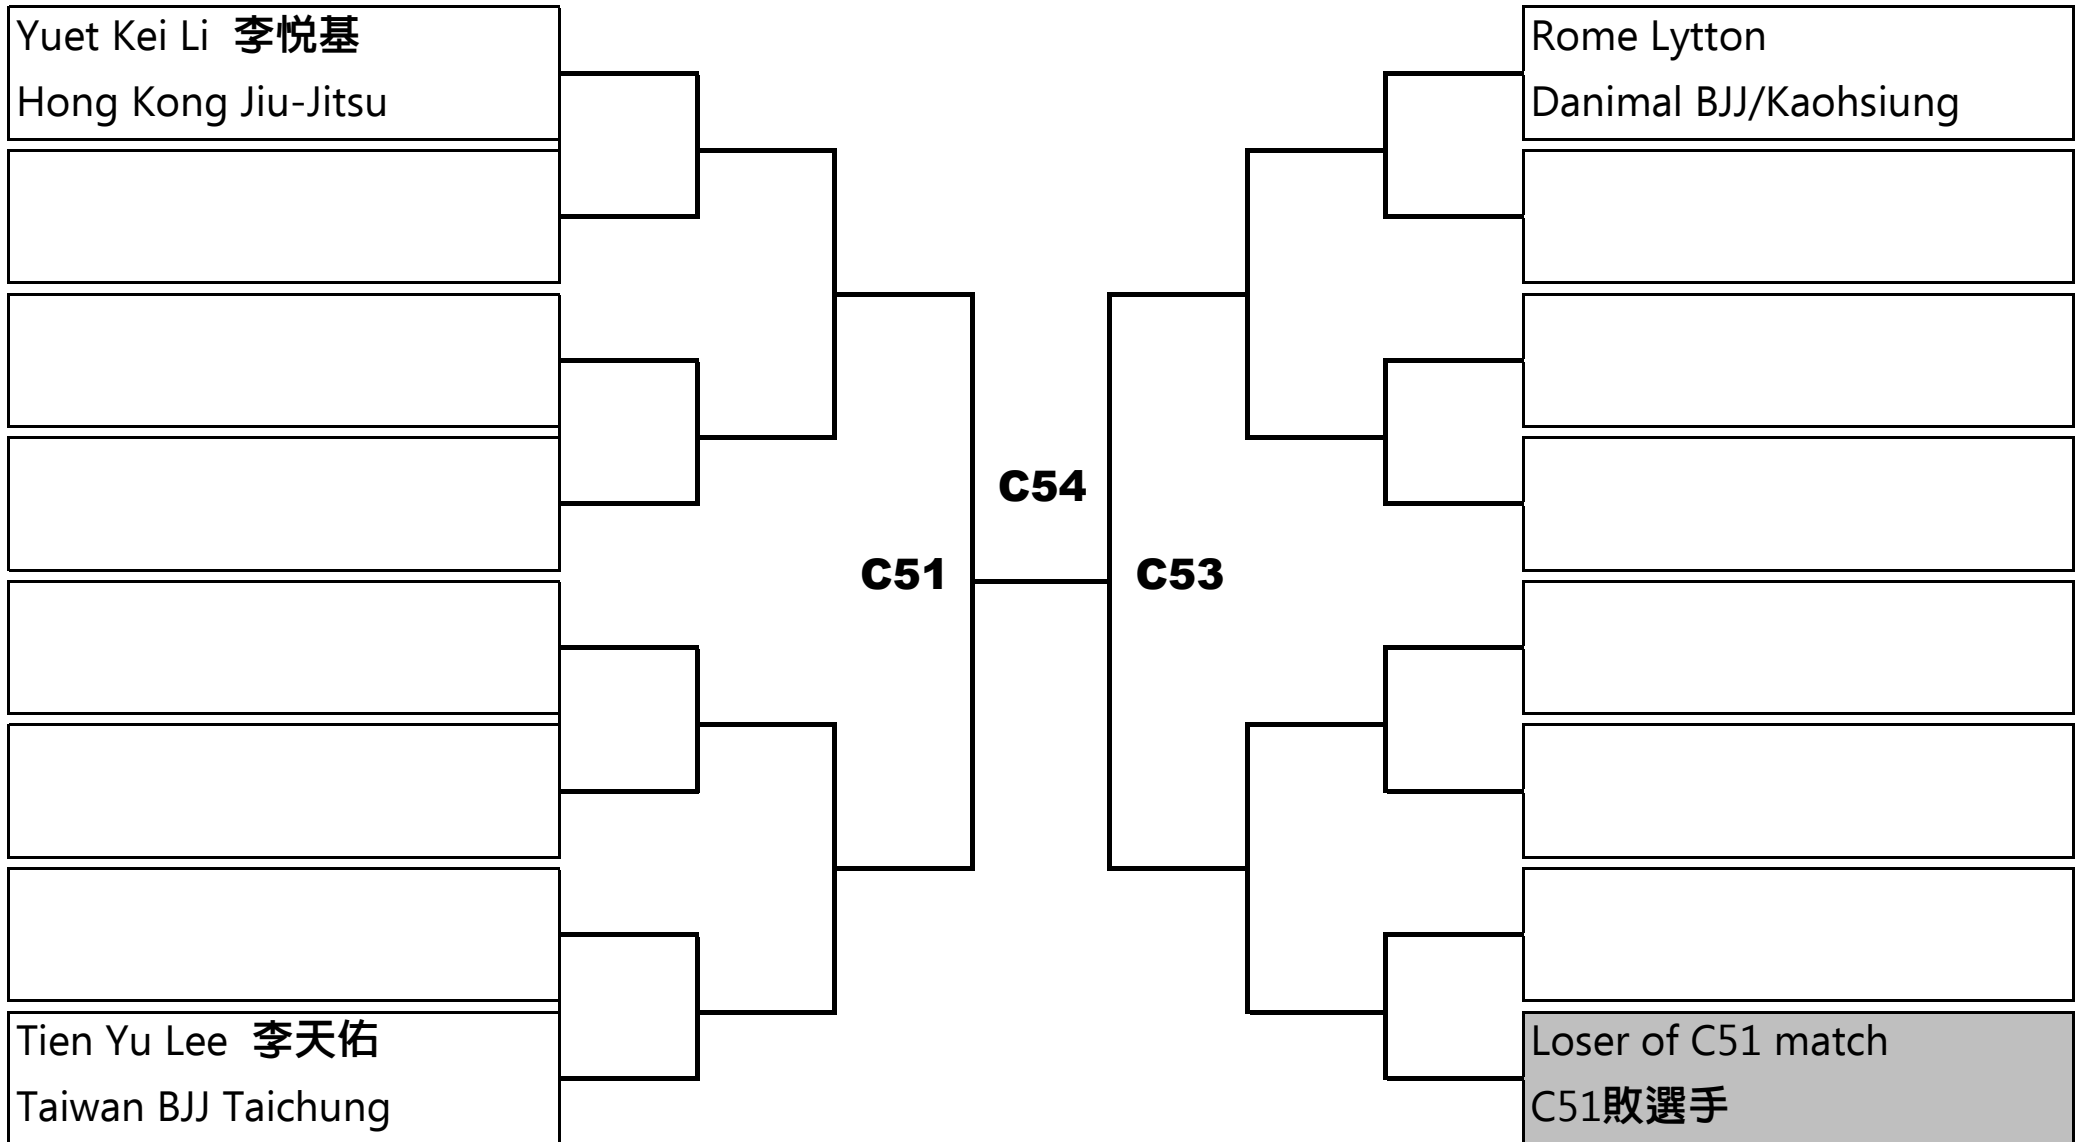 Yuet Kei Li 李悦基
Hong Kong Jiu-Jitsu
Tien Yu Lee 李天佑
Taiwan BJJ Taichung
C51
C54
C53
Rome Lytton
Danimal BJJ/Kaohsiung
Loser of C51 match
C51敗選手